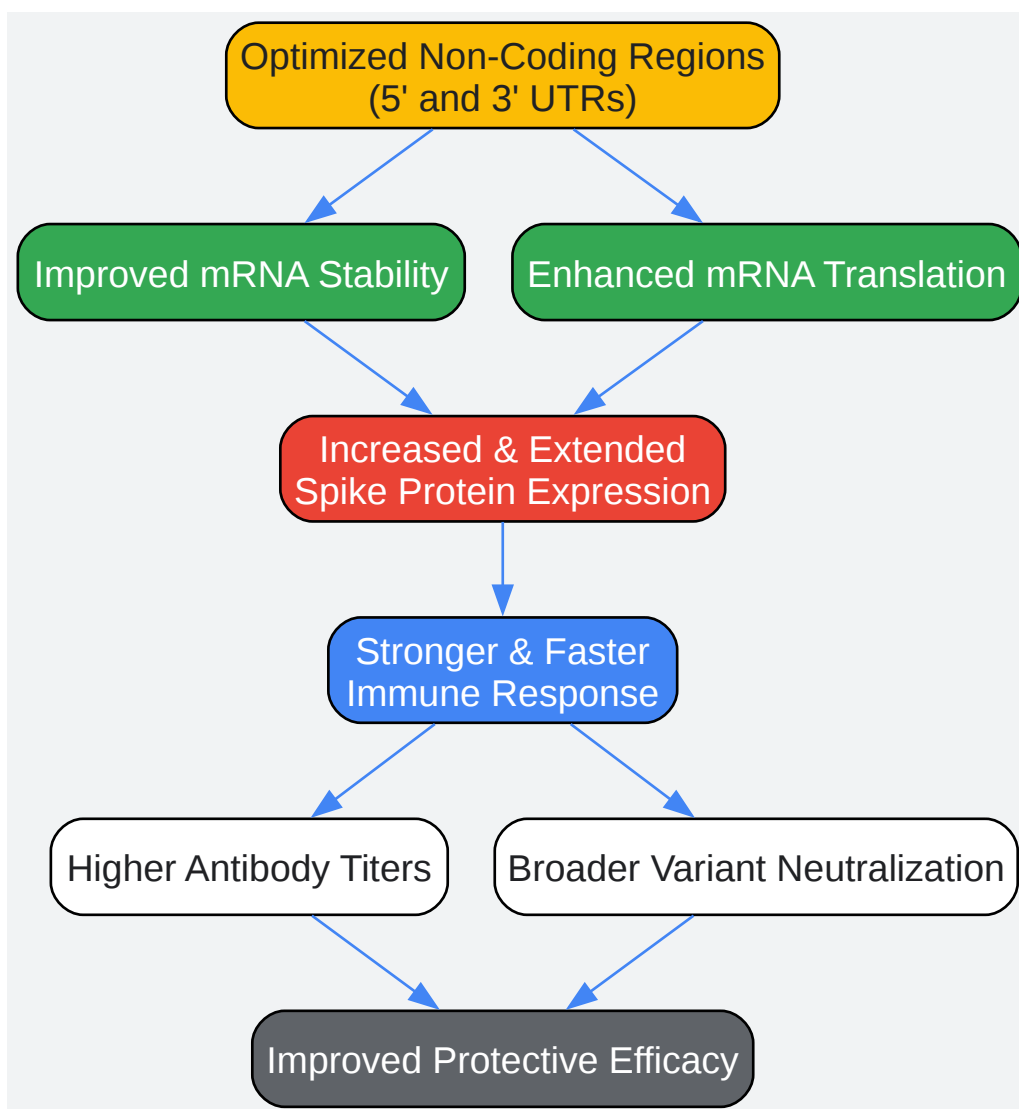 Optimized Non-Coding Regions
(5' and 3' UTRs)
Improved mRNA Stability
Enhanced mRNA Translation
Increased & Extended
Spike Protein Expression
Stronger & Faster
Immune Response
Higher Antibody Titers
Broader Variant Neutralization
Improved Protective Efficacy